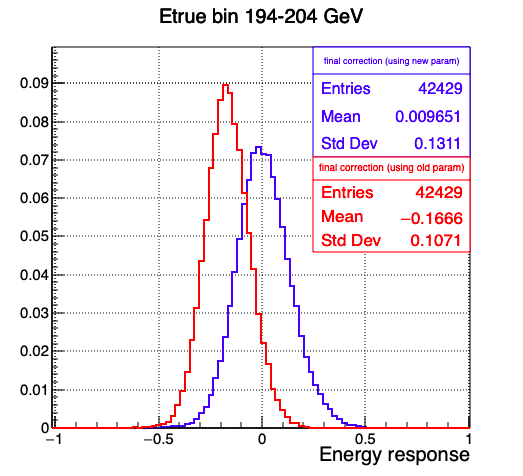 Etrue bin 194-204 GeV
final correction (using new param)
Entries 42429
Mean 0.009651
Std Dev 0.1311
final correction (using old param)
Entries 42429
Mean −0.1666
Std Dev 0.1071
0.09
0.08
0.07
0.06
0.05
0.04
0.03
0.02
0.01
0
−1 −0.5 0 0.5 1
Energy response